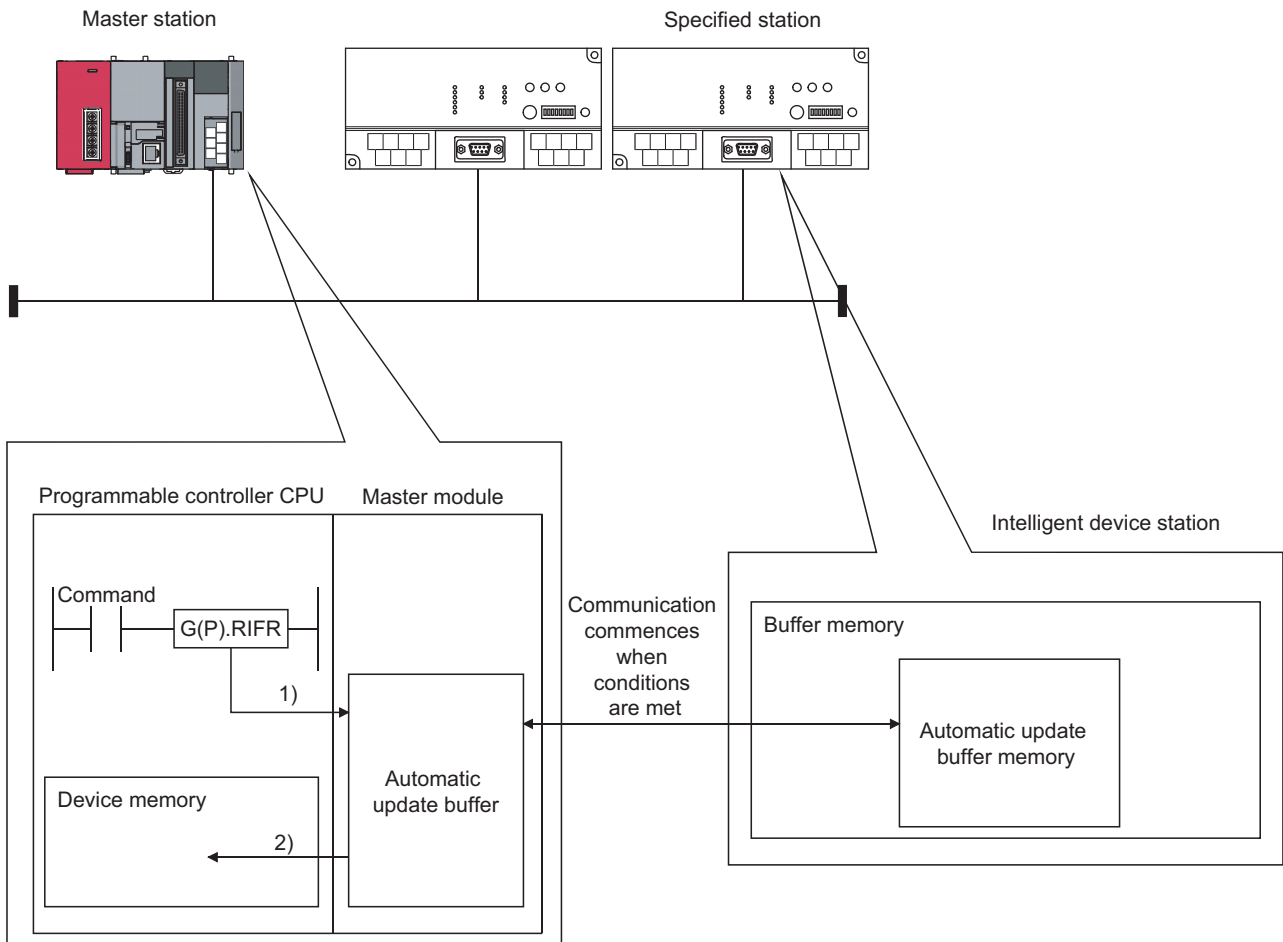 Master station
Specified station
Programmable controller CPU
Master module
Command
G(P).RIFR
1)
Automatic
update buffer
Device memory
2)
Communication
commences
when
conditions
are met
Intelligent device station
Buffer memory
Automatic update
buffer memory